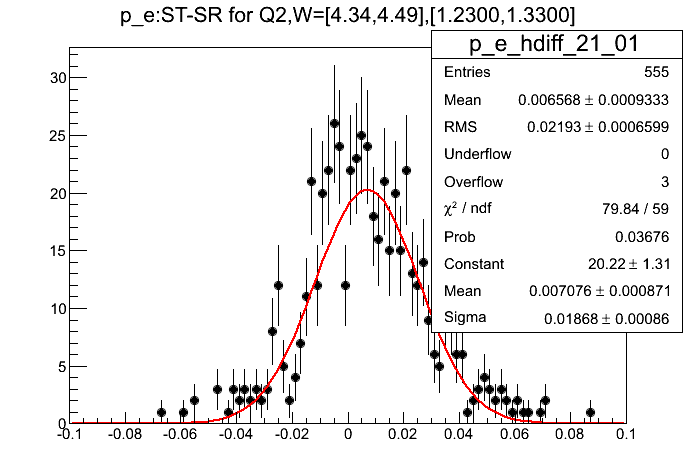 p_e:ST-SR for Q2,W=[4.34,4.49],[1.2300,1.3300]
p_e_hdiff_21_01
Entries 555
Mean 0.006568 ± 0.0009333
RMS 0.02193 ± 0.0006599
Underflow 0
Overflow 3
χ² / ndf 79.84 / 59
Prob 0.03676
Constant 20.22 ± 1.31
Mean 0.007076 ± 0.000871
Sigma 0.01868 ± 0.00086
30
25
20
15
10
5
0
-0.1 -0.08 -0.06 -0.04 -0.02 0 0.02 0.04 0.06 0.08 0.1